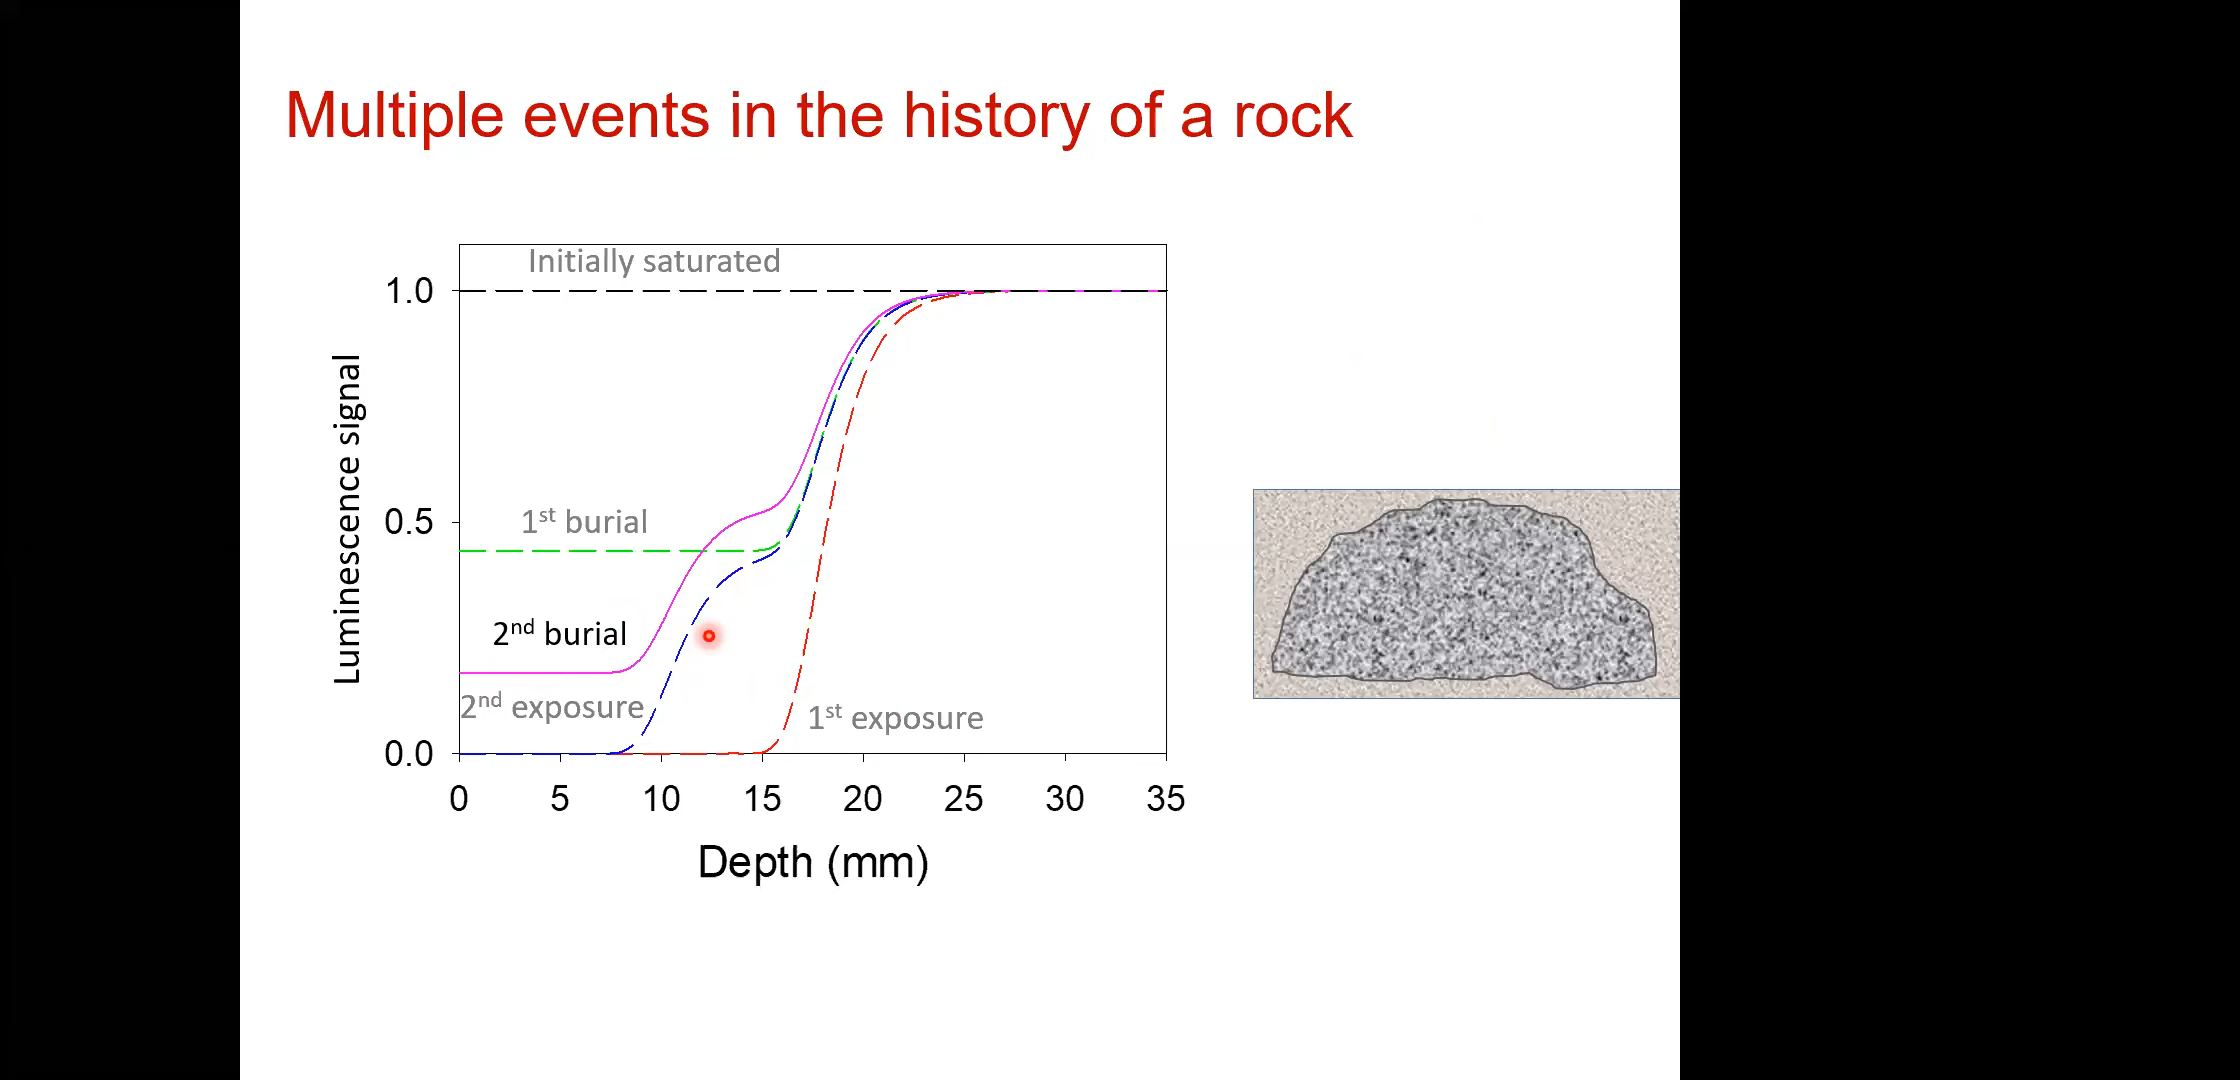 Multiple events in the history of a rock
Initially saturated
1.0
Luminescence signal
0.5
1st burial
2nd burial
2nd exposure
1st exposure
0.0
0 5 10 15 20 25 30 35
Depth (mm)